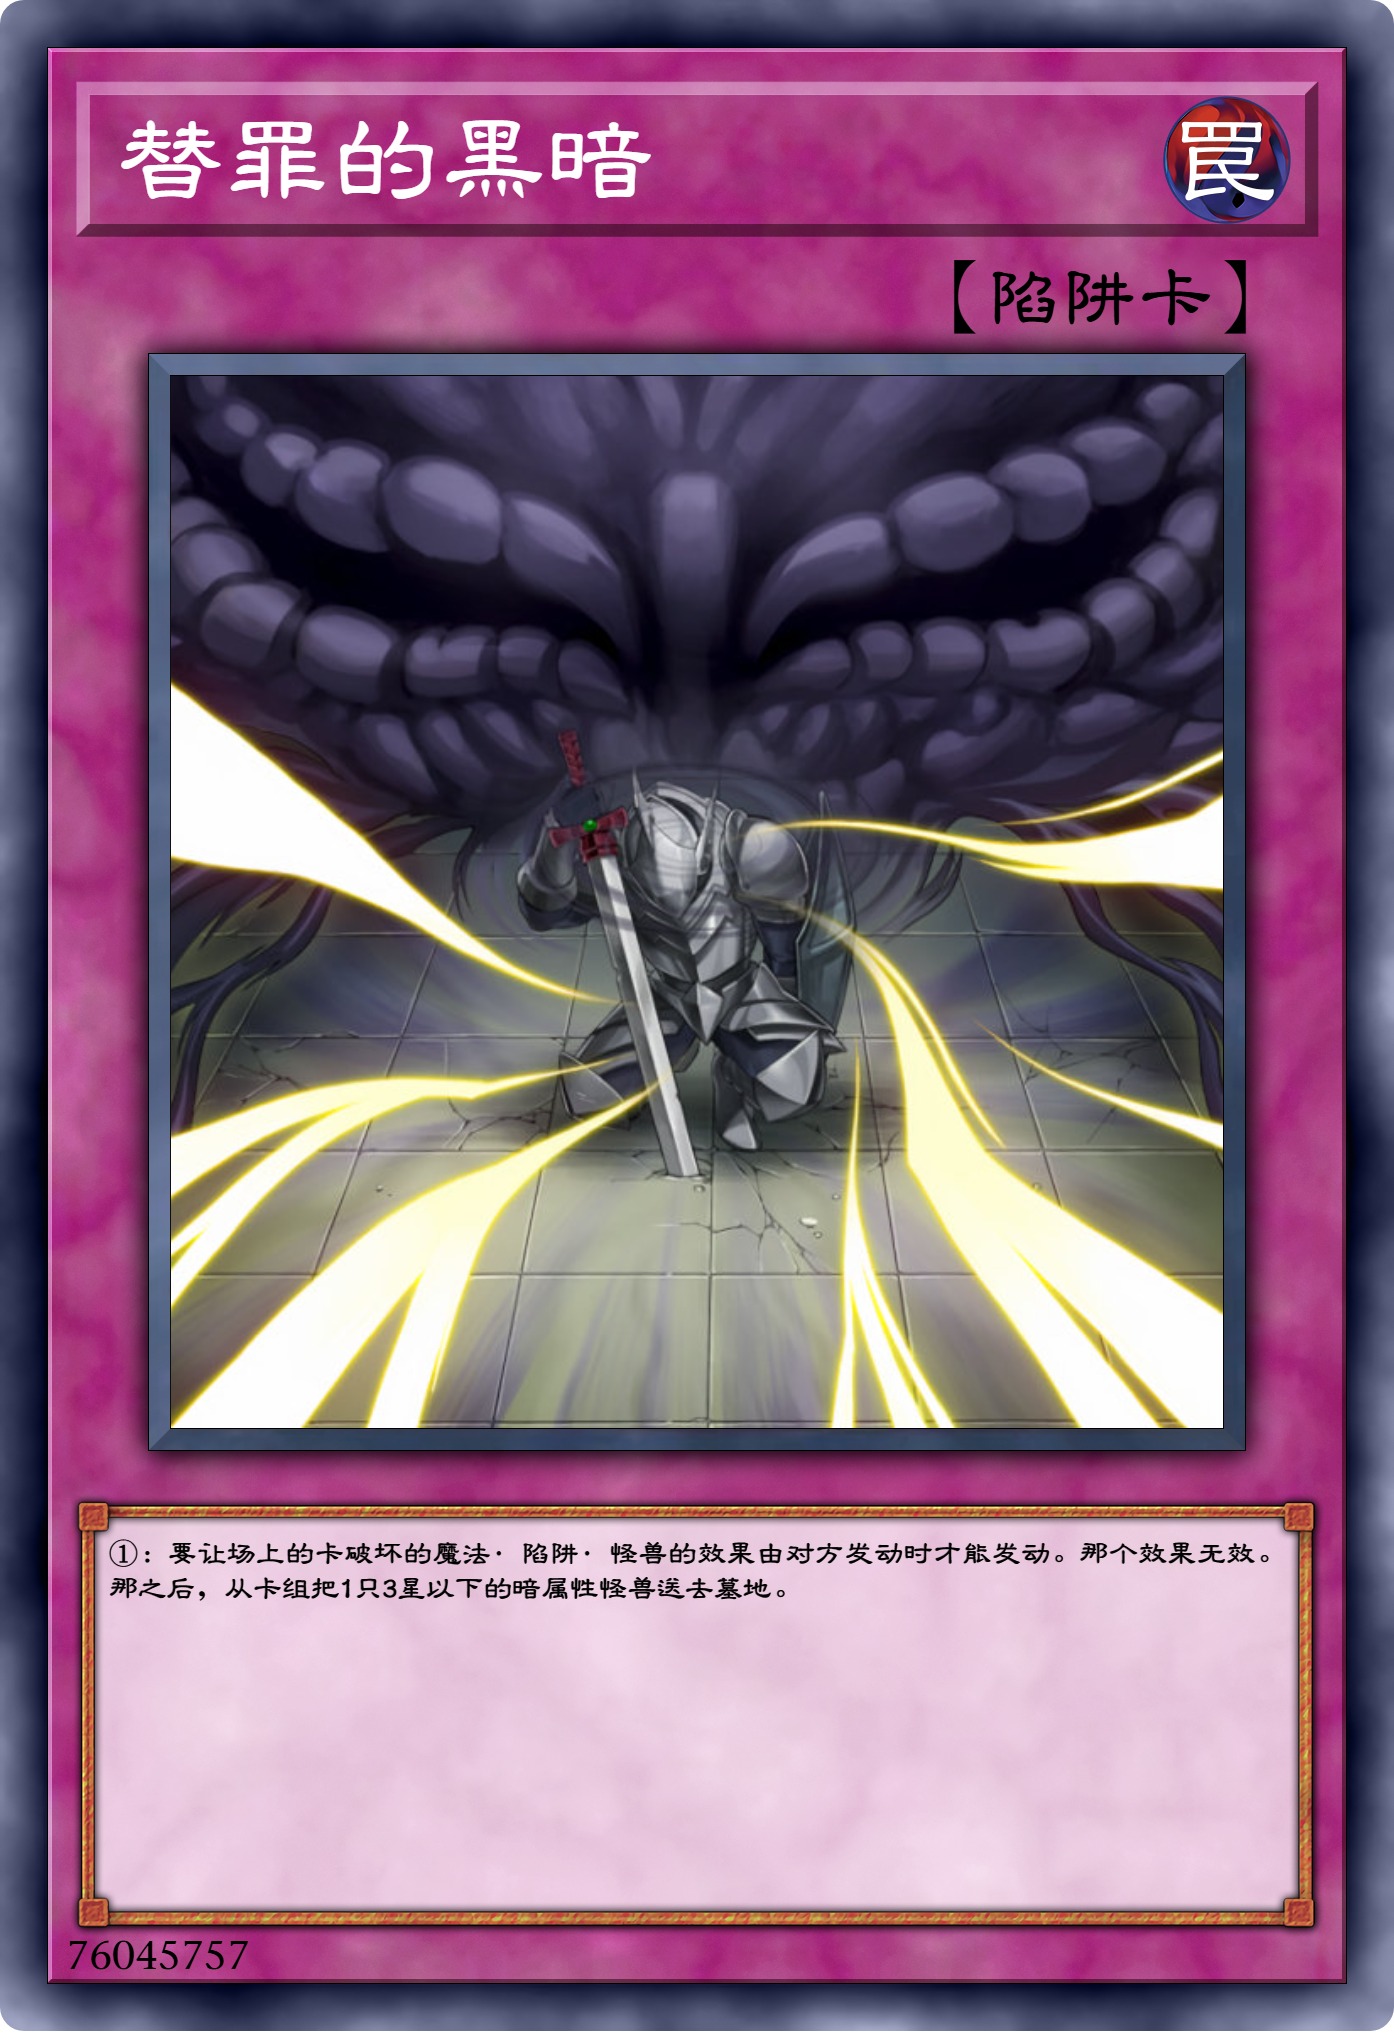 替罪的黑暗
罠
【陷阱卡】
①：要让场上的卡破坏的魔法·陷阱·怪兽的效果由对方发动时才能发动。那个效果无效。
那之后，从卡组把1只3星以下的暗属性怪兽送去墓地。
76045757